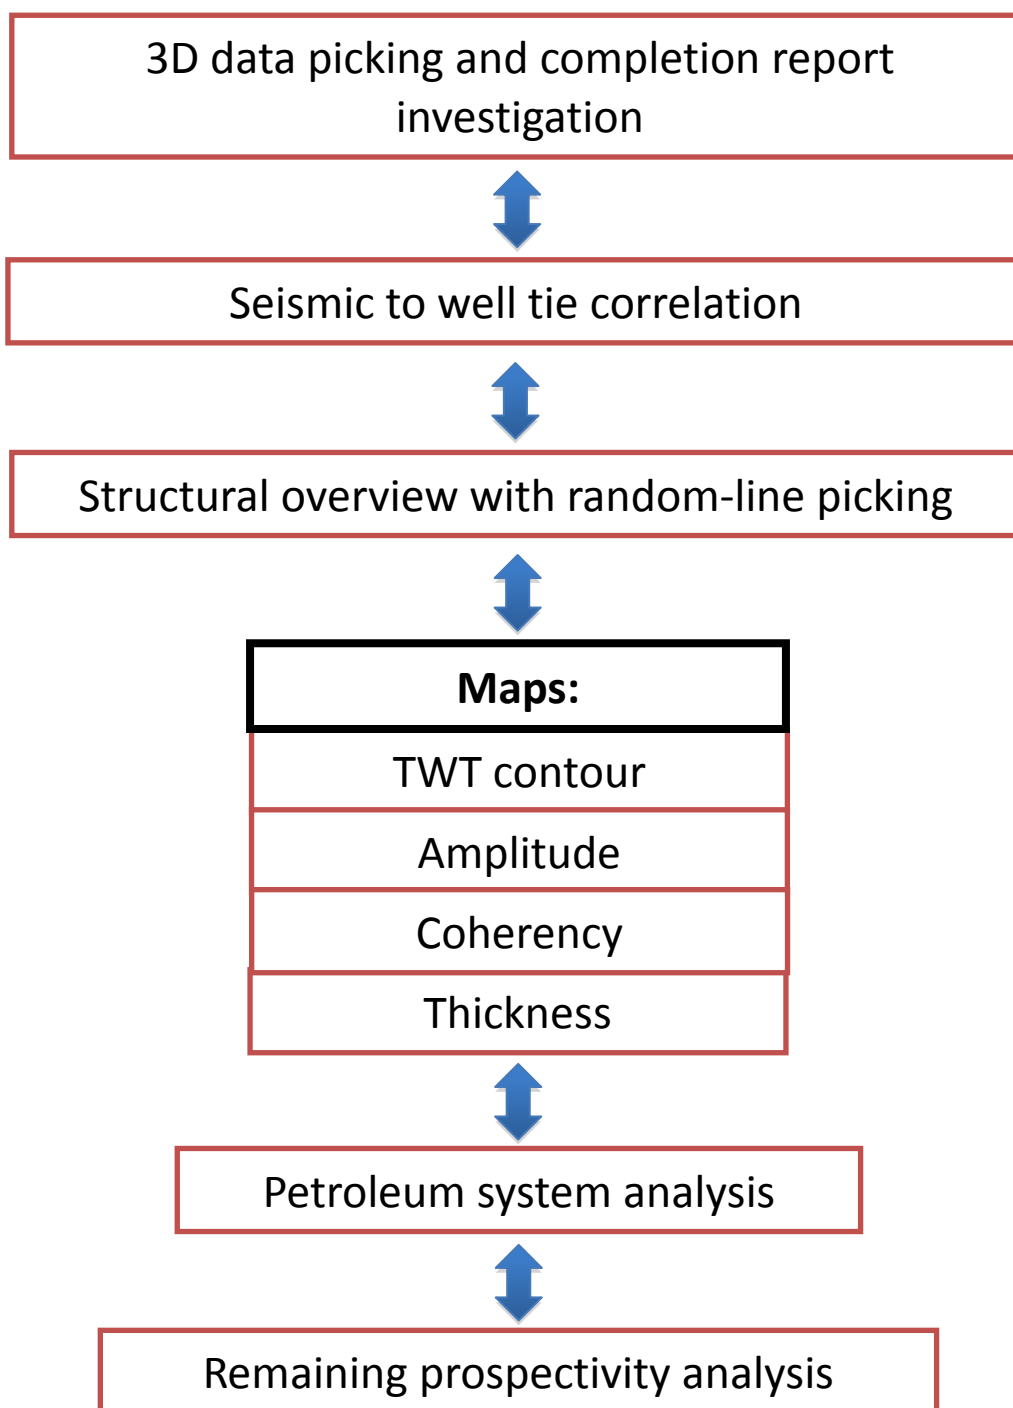 3D data picking and completion report
investigation
Seismic to well tie correlation
Structural overview with random-line picking
Maps:
TWT contour
Amplitude
Coherency
Thickness
Petroleum system analysis
Remaining prospectivity analysis